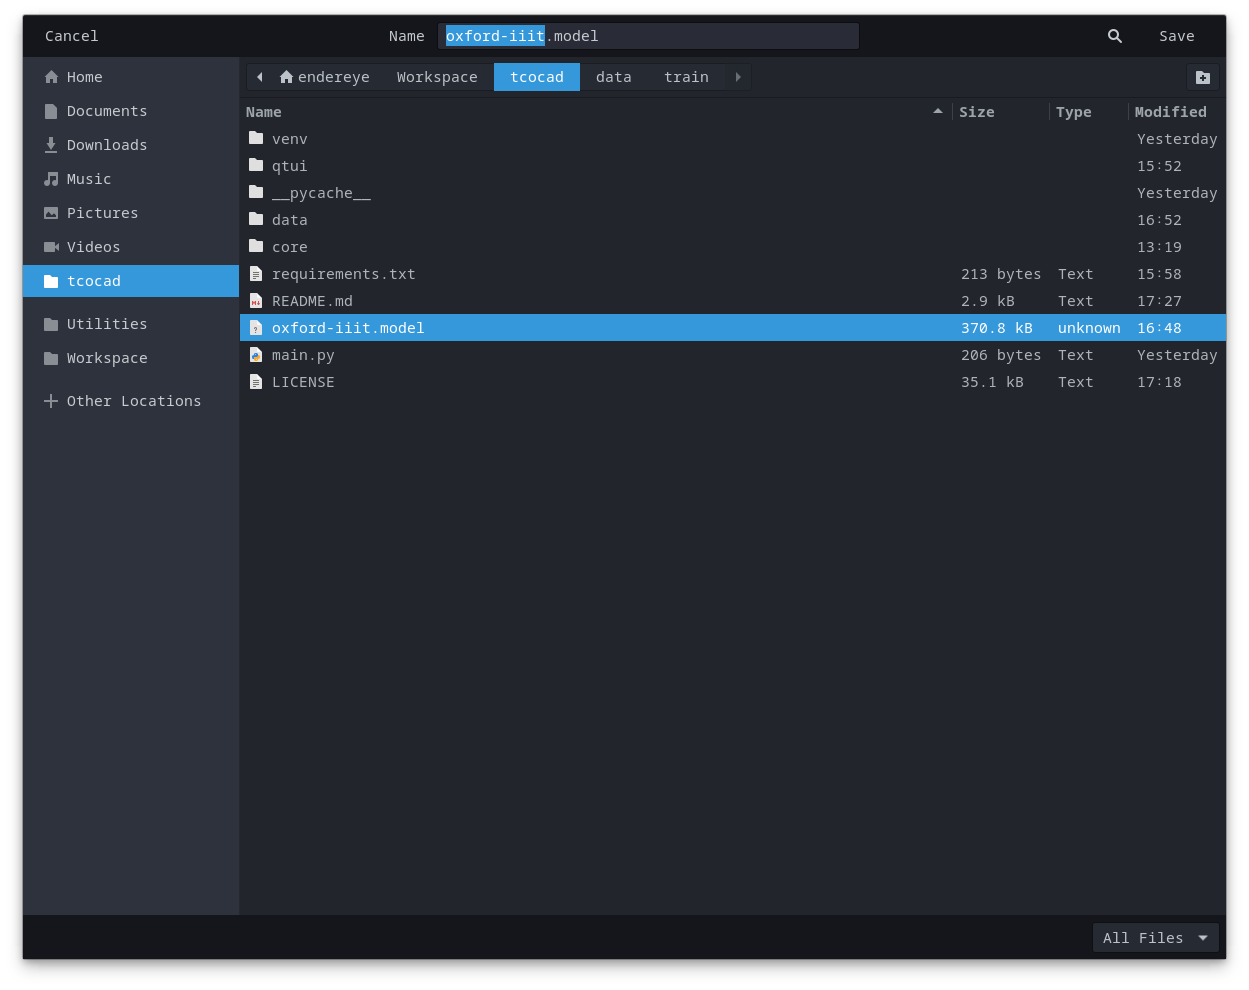 Cancel Name oxford-iiit.model Save
Home
Documents
Downloads
Music
Pictures
Videos
tcocad
Utilities
Workspace
Other Locations
endereye Workspace tcocad data train
Name Size Type Modified
venv Yesterday
qtui 15:52
__pycache__ Yesterday
data 16:52
core 13:19
requirements.txt 213 bytes Text 15:58
README.md 2.9 kB Text 17:27
oxford-iiit.model 370.8 kB unknown 16:48
main.py 206 bytes Text Yesterday
LICENSE 35.1 kB Text 17:18
All Files